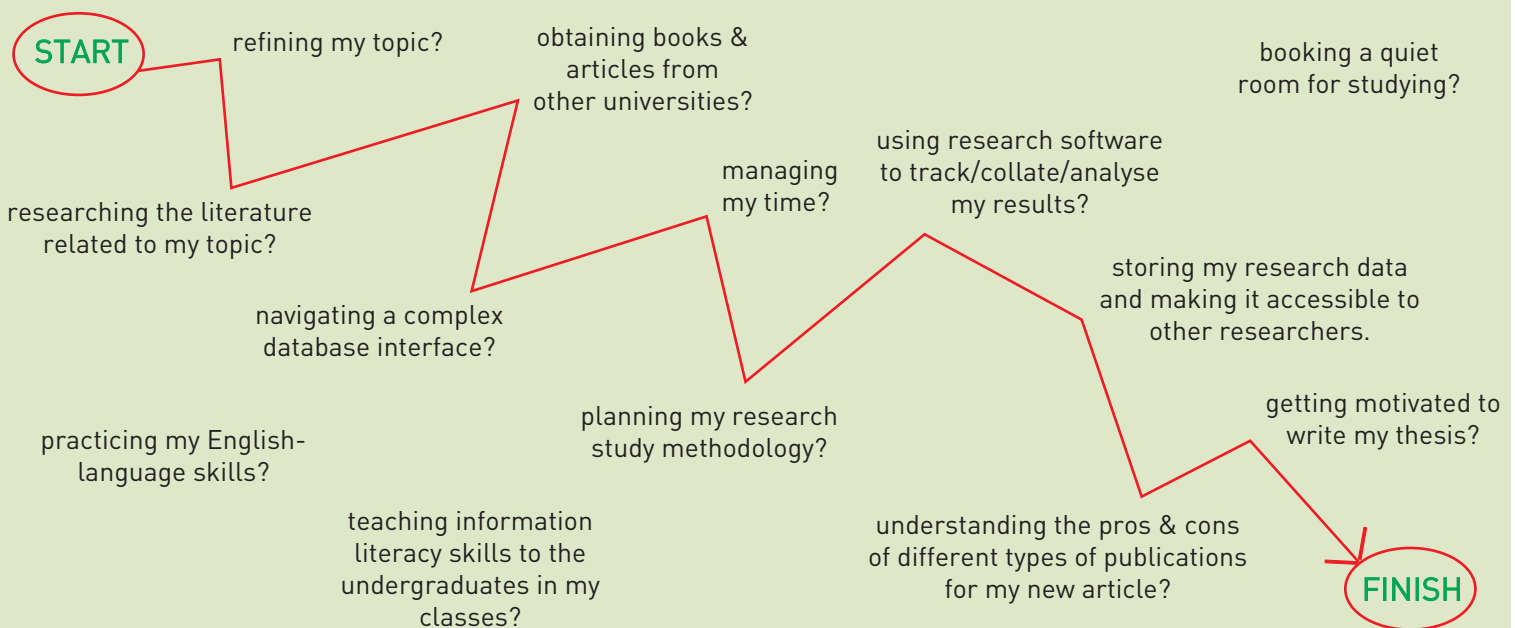 START
refining my topic?
obtaining books &
articles from
other universities?
booking a quiet
room for studying?
researching the literature
related to my topic?
managing
my time?
using research software
to track/collate/analyse
my results?
navigating a complex
database interface?
storing my research data
and making it accessible to
other researchers.
practicing my English-
language skills?
planning my research
study methodology?
getting motivated to
write my thesis?
teaching information
literacy skills to the
undergraduates in my
classes?
understanding the pros & cons
of different types of publications
for my new article?
FINISH